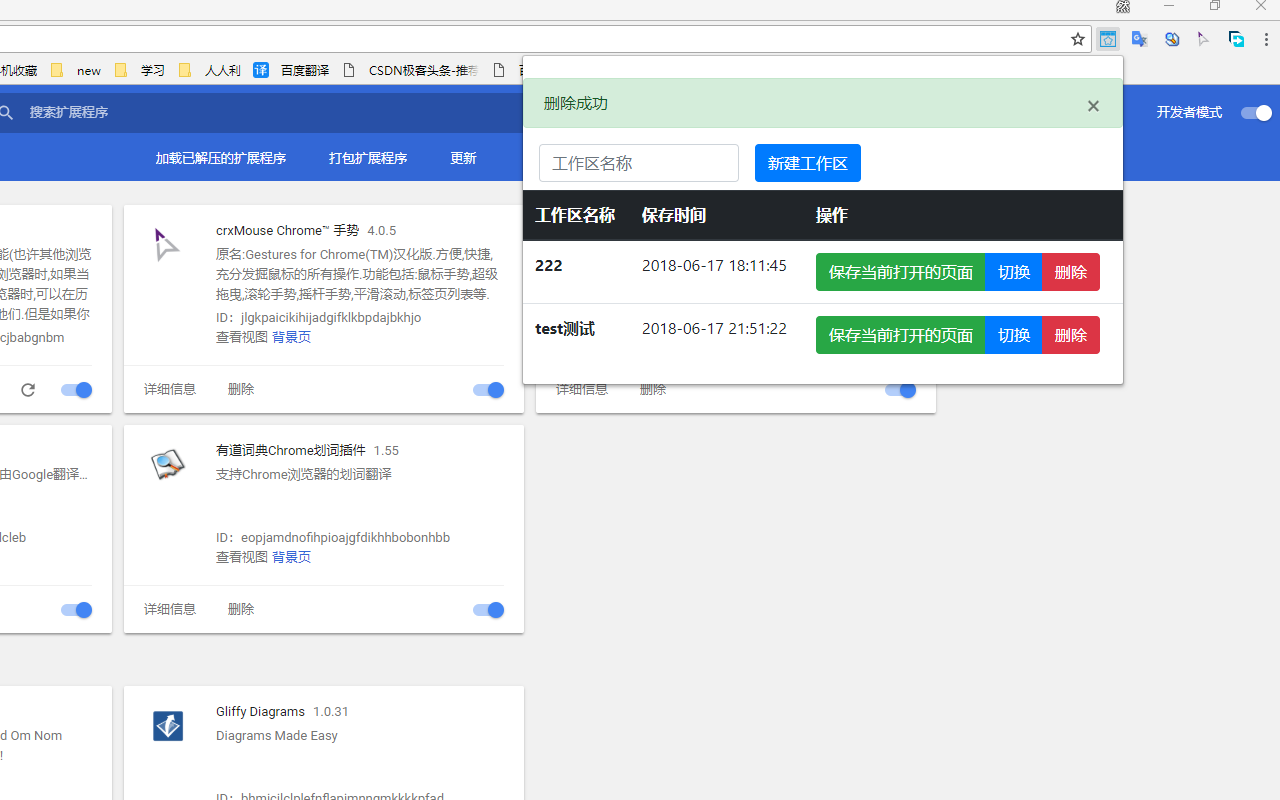 然
机收藏 new 学习 人人利 译 百度翻译 CSDN极客头条-推荐
搜索扩展程序
开发者模式
加载已解压的扩展程序 打包扩展程序 更新
删除成功 ×
工作区名称 新建工作区
工作区名称 保存时间 操作
222 2018-06-17 18:11:45 保存当前打开的页面 切换 删除
test测试 2018-06-17 21:51:22 保存当前打开的页面 切换 删除
能(也许其他浏览
浏览器时,如果当
览器时,可以在历
他们.但是如果你
cjbabgnbm
crxMouse Chrome™ 手势 4.0.5
原名:Gestures for Chrome(TM)汉化版.方便,快捷,
充分发掘鼠标的所有操作.功能包括:鼠标手势,超级
拖曳,滚轮手势,摇杆手势,平滑滚动,标签页列表等.
ID：jlgkpaicikihijadgifklkbpdajbkhjo
查看视图 背景页
详细信息 删除
详细信息 删除
由Google翻译...
lcleb
有道词典Chrome划词插件 1.55
支持Chrome浏览器的划词翻译
ID：eopjamdnofihpioajgfdikhhbobonhbb
查看视图 背景页
详细信息 删除
d Om Nom
!
Gliffy Diagrams 1.0.31
Diagrams Made Easy